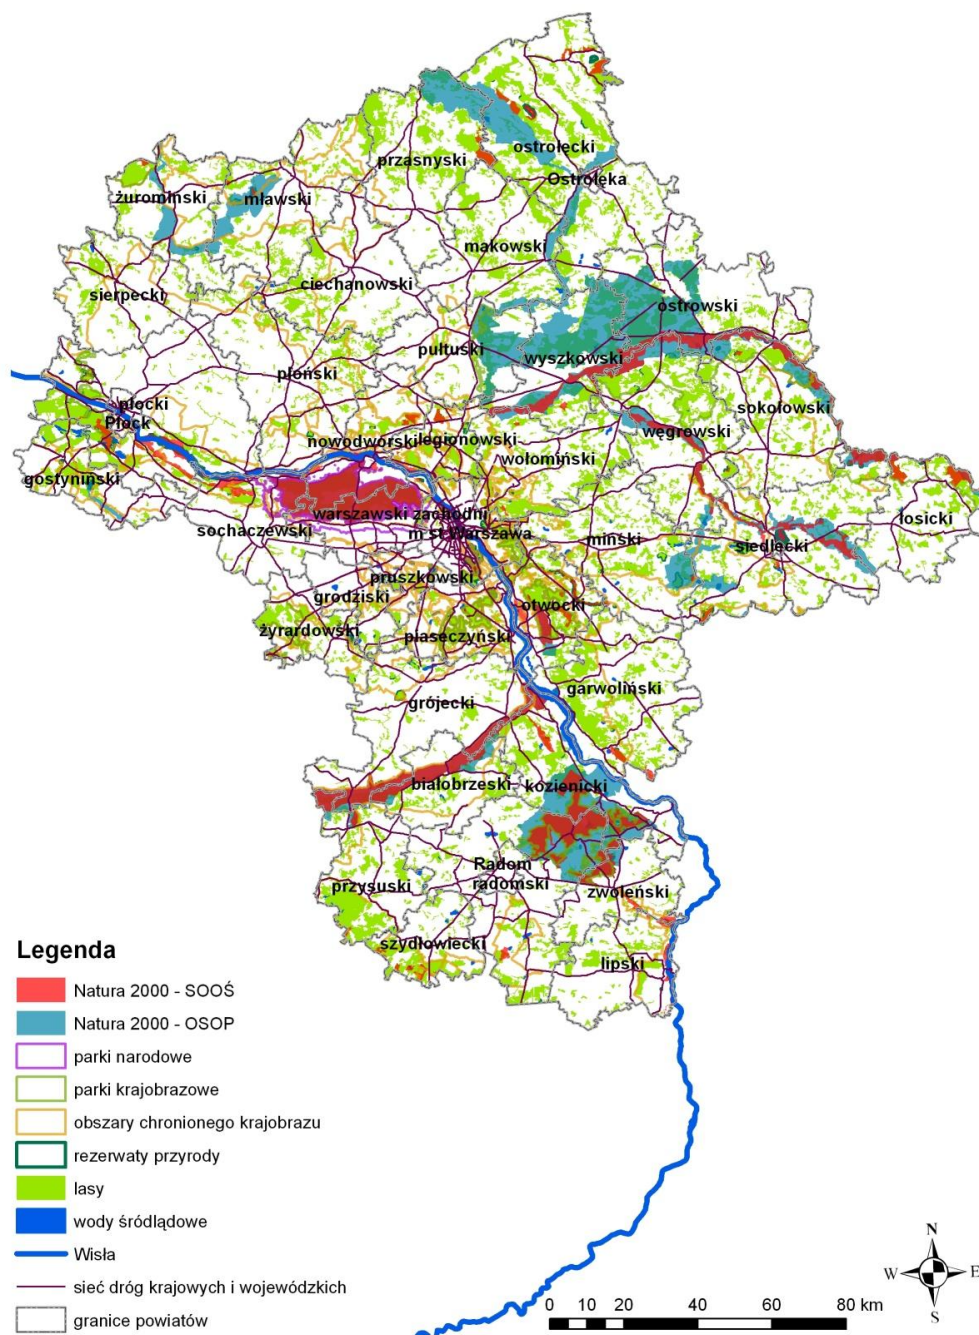 ostrołęcki
przasnyski
Ostrołęka
żuromiński
mławski
makowski
ciechanowski
sierpecki
ostrowski
pułtuski
wyszkowski
płoński
sokołowski
płocki
Płock
węgrowski
nowodworski
legionowski
wołomiński
gostyniński
warszawski zachodni
łosicki
sochaczewski
m.st.Warszawa
miński
siedlecki
pruszkowski
grodziski
otwocki
żyrardowski
piaseczyński
garwoliński
grójecki
białobrzeski
kozienicki
Radom
radomski
przysuski
zwoleński
szydłowiecki
lipski
Legenda
Natura 2000 - SOOŚ
Natura 2000 - OSOP
parki narodowe
parki krajobrazowe
obszary chronionego krajobrazu
rezerwaty przyrody
lasy
wody śródlądowe
Wisła
sieć dróg krajowych i wojewódzkich
granice powiatów
N
W E
S
0 10 20 40 60 80 km